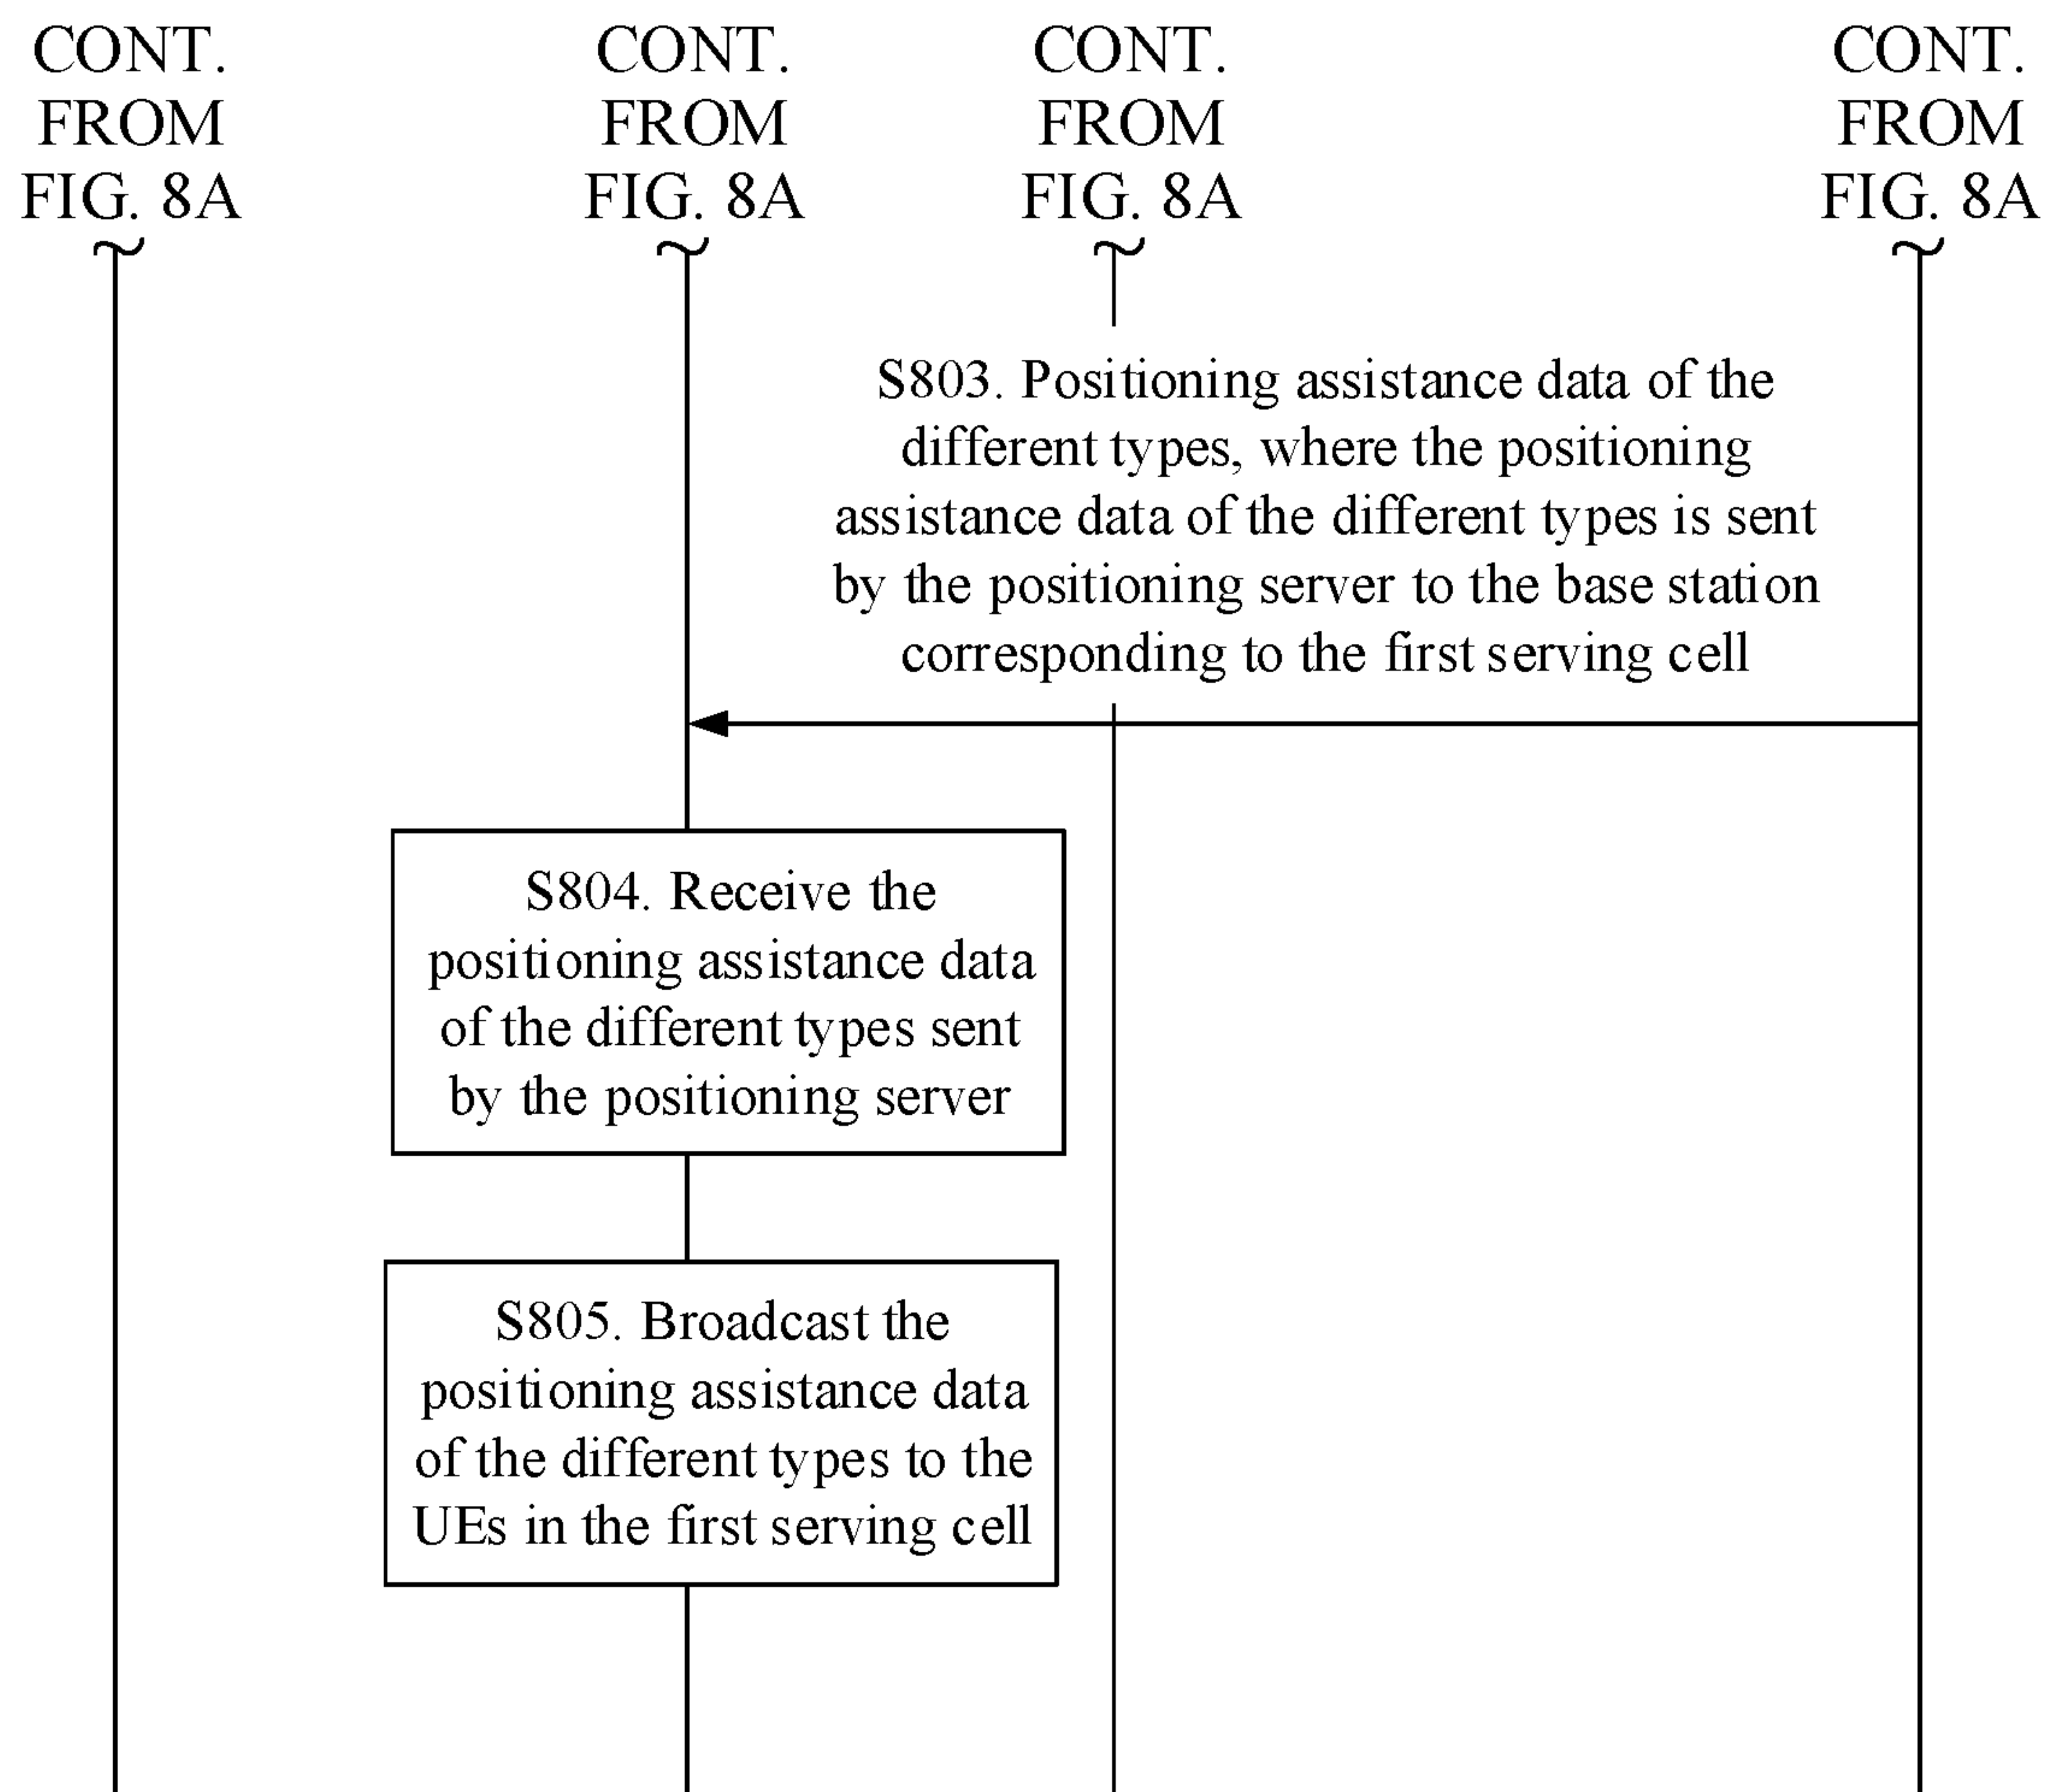 CONT.
FROM
FIG. 8A
CONT.
FROM
FIG. 8A
CONT.
FROM
FIG. 8A
CONT.
FROM
FIG. 8A
S803. Positioning assistance data of the
different types, where the positioning
assistance data of the different types is sent
by the positioning server to the base station
corresponding to the first serving cell
S804. Receive the
positioning assistance data
of the different types sent
by the positioning server
S805. Broadcast the
positioning assistance data
of the different types to the
UEs in the first serving cell